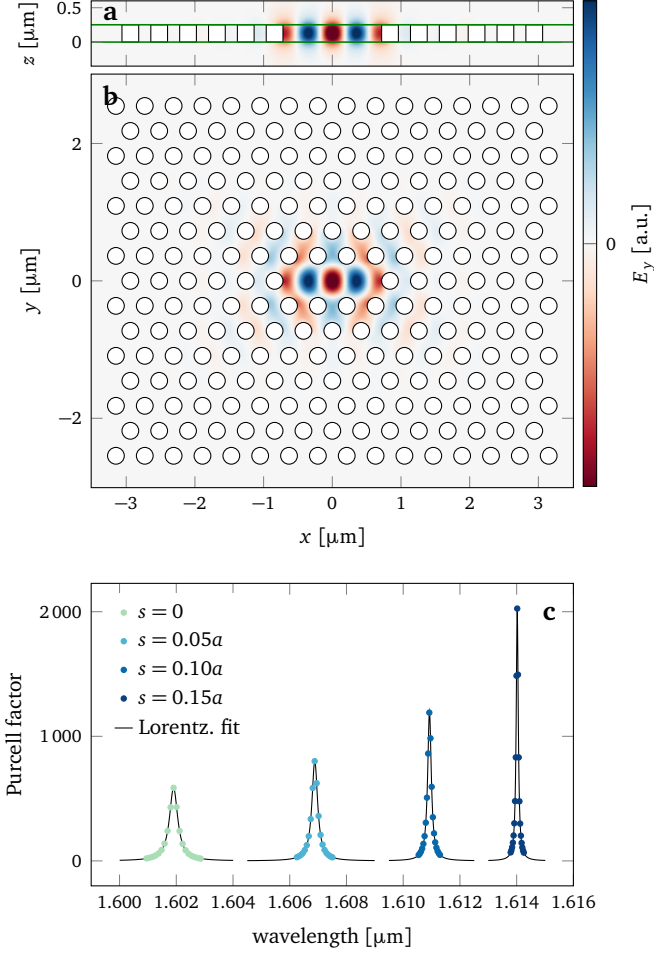 a
0.5
0
z [μm]
b
2
0
−2
y [μm]
−3
−2
−1
0
1
2
3
x [μm]
0
E_y [a.u.]
c
2 000
1 000
0
Purcell factor
s = 0
s = 0.05a
s = 0.10a
s = 0.15a
Lorentz. fit
1.600
1.602
1.604
1.606
1.608
1.610
1.612
1.614
1.616
wavelength [μm]